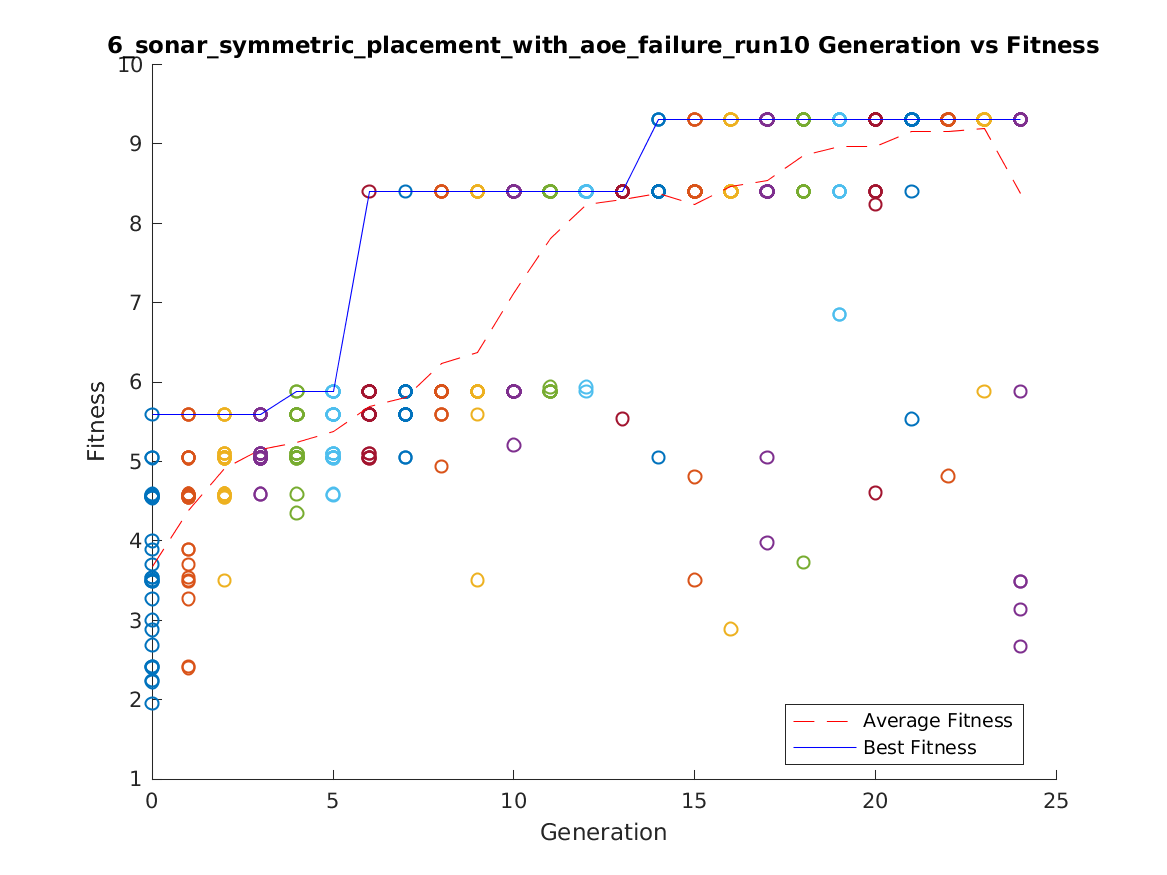 6_sonar_symmetric_placement_with_aoe_failure_run10 Generation vs Fitness
10
9
8
7
6
5
4
3
2
1
Fitness
0 5 10 15 20 25
Generation
Average Fitness
Best Fitness